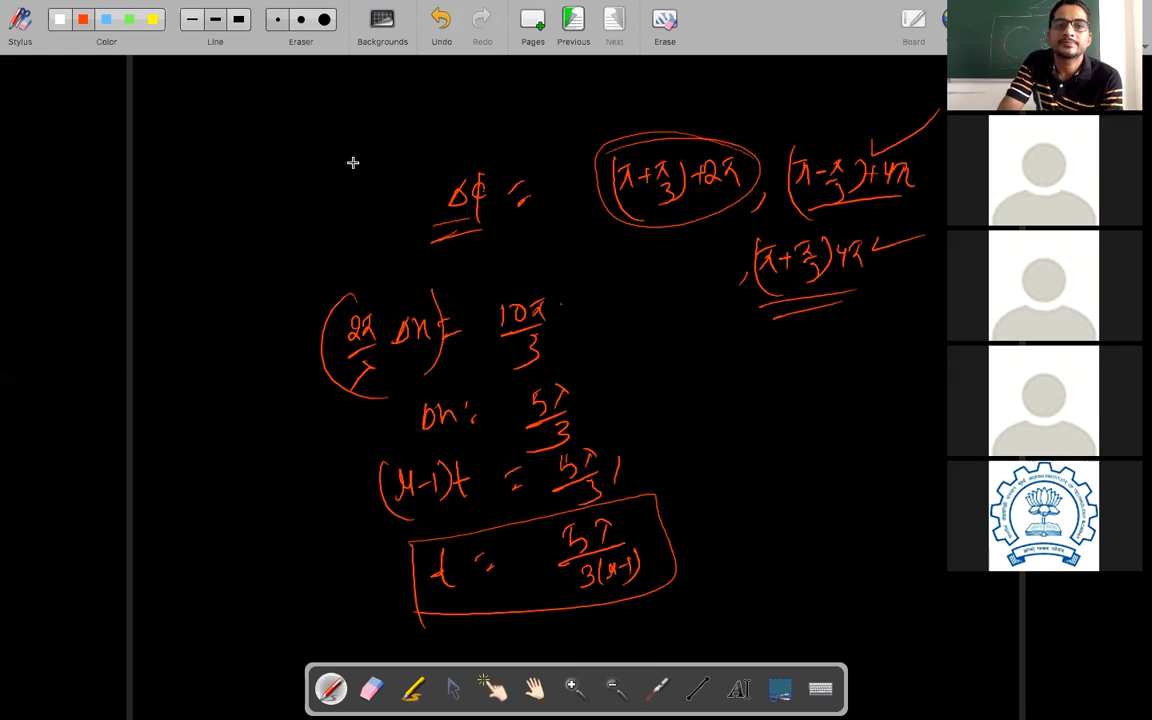 Stylus Color Line Eraser Backgrounds Undo Redo Pages Previous Next Erase Board
Δφ = (π+π/3)+2π, (π-π/3)+4π
, (π+π/3)4π
(2π/λ Δx) = 10π/3
Δx = 5λ/3
(μ-1)t = 5λ/3
t = 5λ/3(μ-1)